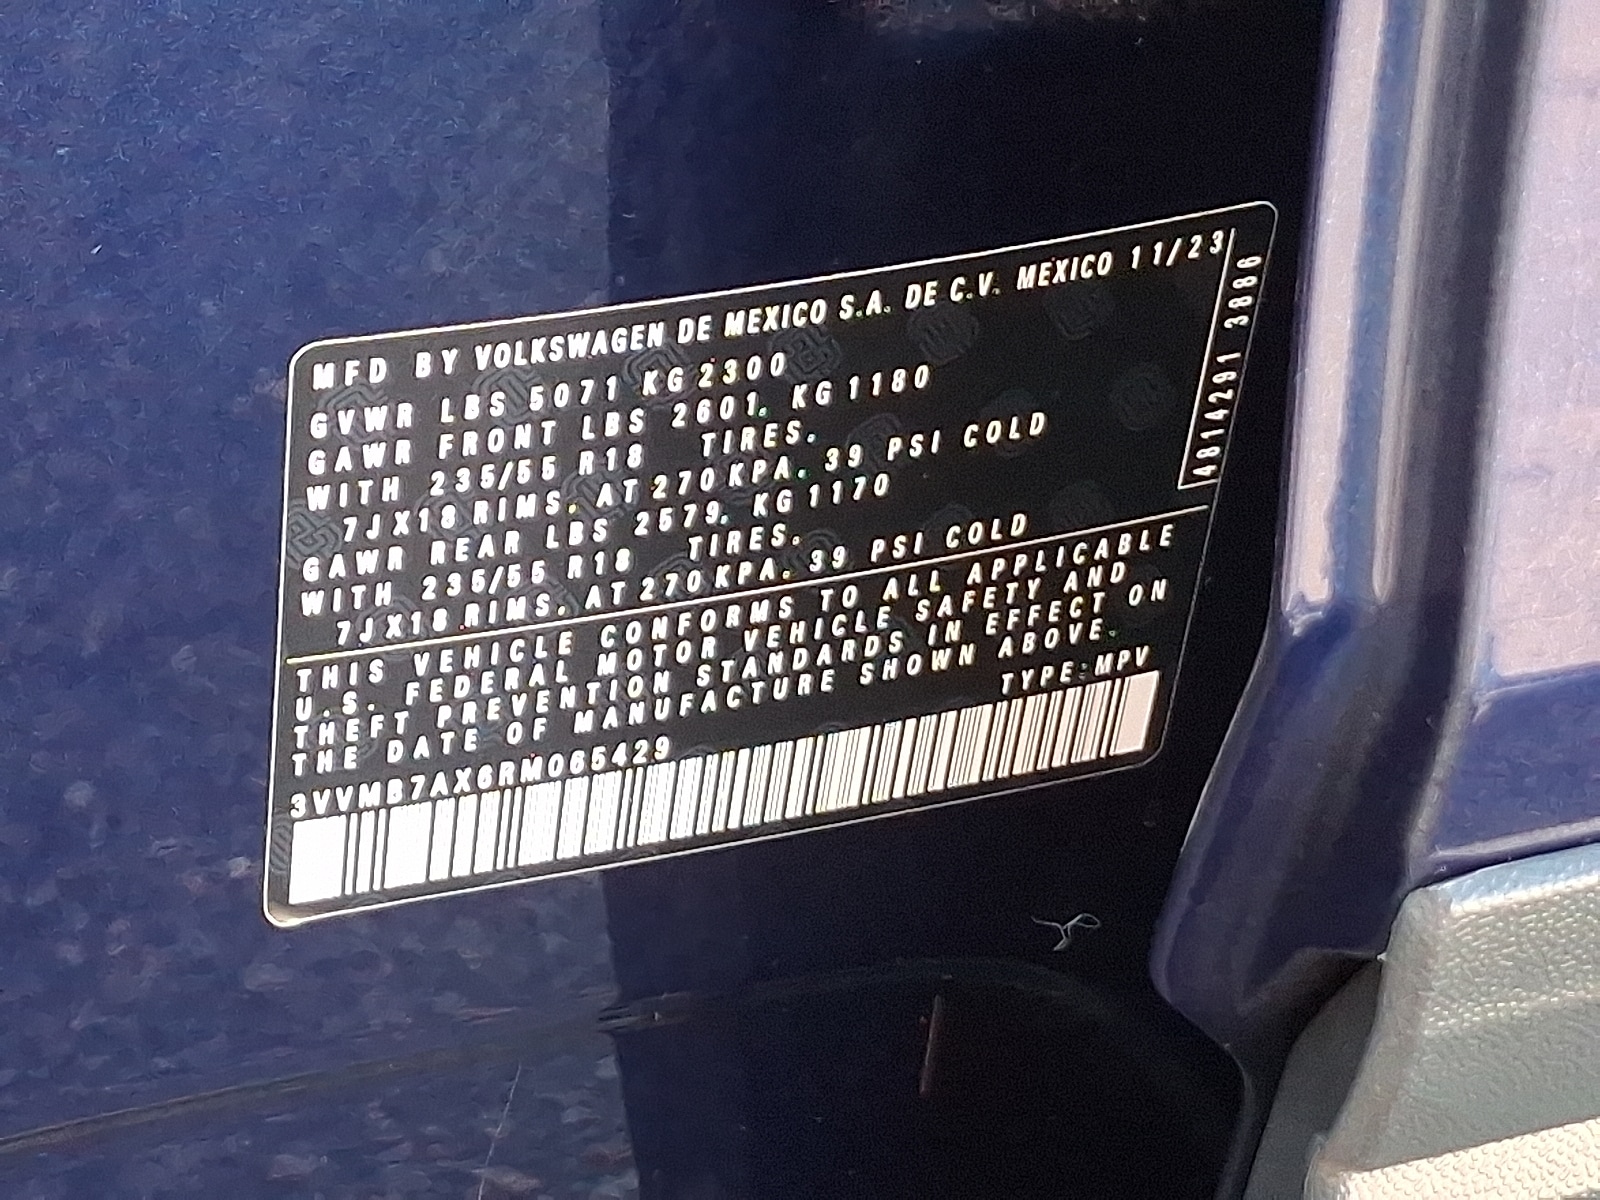 MFD BY VOLKSWAGEN DE MEXICO S.A. DE C.V. MEXICO 11/23
GVWR LBS 5071 KG 2300
GAWR FRONT LBS 2601. KG 1180
WITH 235/55 R18 TIRES.
7JX18 RIMS. AT 270 KPA. 39 PSI COLD
GAWR REAR LBS 2579. KG 1170
WITH 235/55 R18 TIRES.
7JX18 RIMS. AT 270 KPA. 39 PSI COLD
THIS VEHICLE CONFORMS TO ALL APPLICABLE
U.S. FEDERAL MOTOR VEHICLE SAFETY AND
THEFT PREVENTION STANDARDS IN EFFECT ON
THE DATE OF MANUFACTURE SHOWN ABOVE.
TYPE:MPV
3VVMB7AX6RM065429
4814291 3886